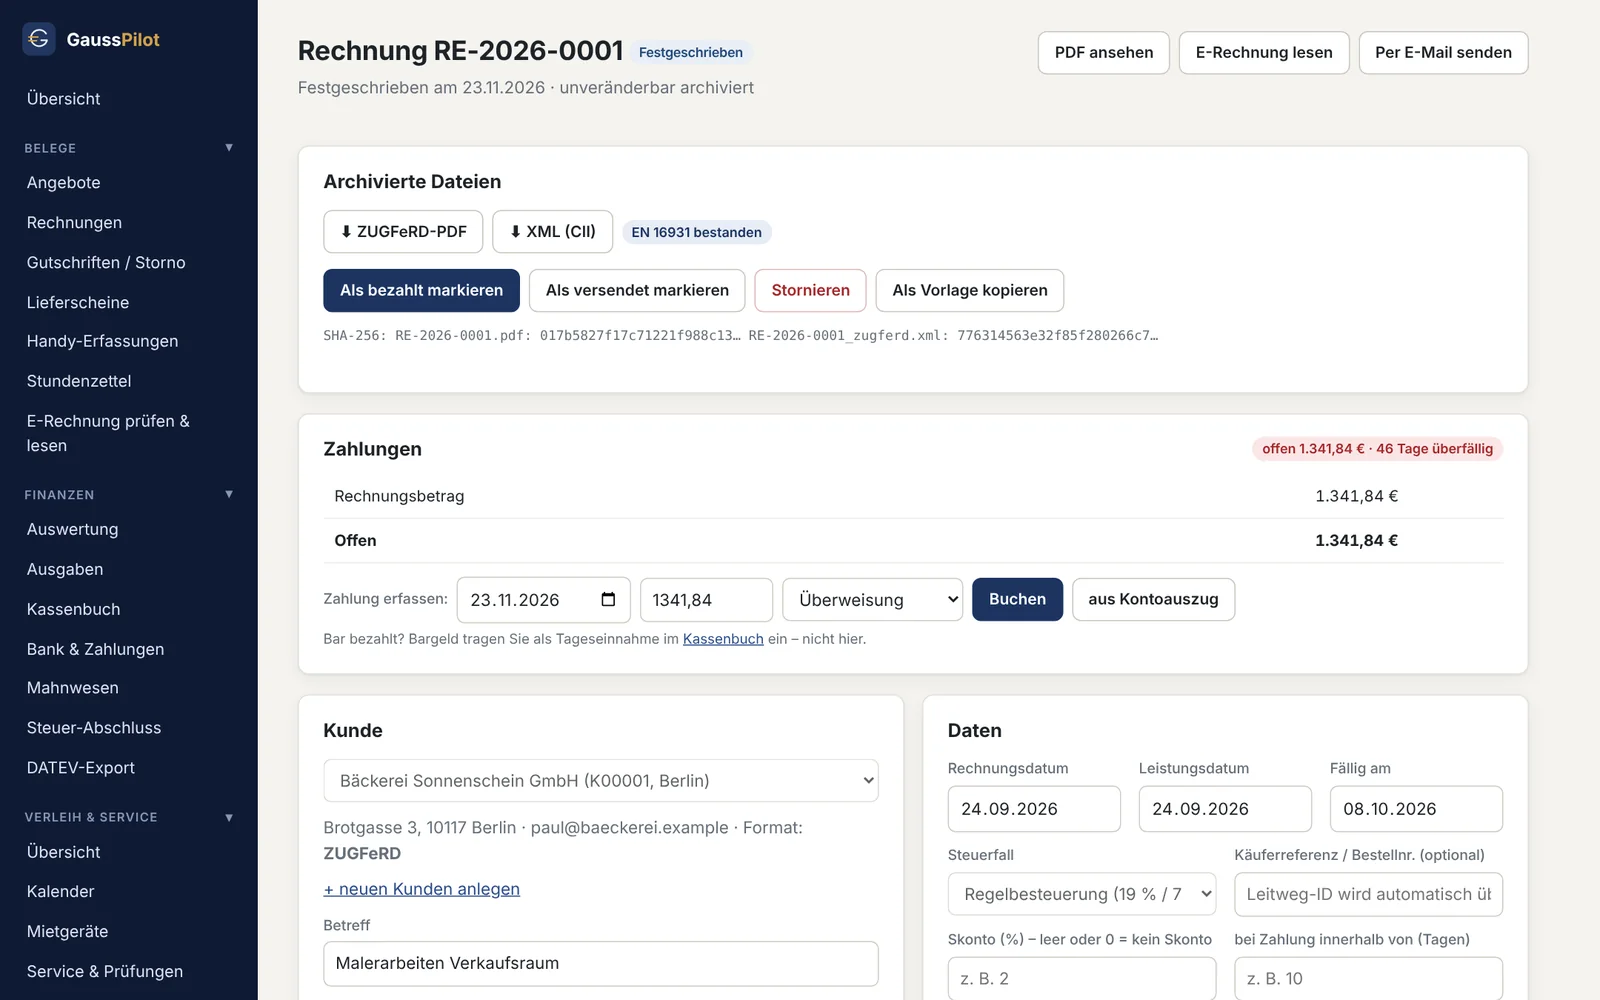 GaussPilot
Übersicht
BELEGE
Angebote
Rechnungen
Gutschriften / Storno
Lieferscheine
Handy-Erfassungen
Stundenzettel
E-Rechnung prüfen &
lesen
FINANZEN
Auswertung
Ausgaben
Kassenbuch
Bank & Zahlungen
Mahnwesen
Steuer-Abschluss
DATEV-Export
VERLEIH & SERVICE
Übersicht
Kalender
Mietgeräte
Service & Prüfungen
Rechnung RE-2026-0001 Festgeschrieben
Festgeschrieben am 23.11.2026 · unveränderbar archiviert
PDF ansehen E-Rechnung lesen Per E-Mail senden
Archivierte Dateien
⬇ ZUGFeRD-PDF ⬇ XML (CII) EN 16931 bestanden
Als bezahlt markieren Als versendet markieren Stornieren Als Vorlage kopieren
SHA-256: RE-2026-0001.pdf: 017b5827f17c71221f988c13… RE-2026-0001_zugferd.xml: 776314563e32f85f280266c7…
Zahlungen offen 1.341,84 € · 46 Tage überfällig
Rechnungsbetrag 1.341,84 €
Offen 1.341,84 €
Zahlung erfassen: 23.11.2026 1341,84 Überweisung Buchen aus Kontoauszug
Bar bezahlt? Bargeld tragen Sie als Tageseinnahme im Kassenbuch ein – nicht hier.
Kunde
Bäckerei Sonnenschein GmbH (K00001, Berlin)
Brotgasse 3, 10117 Berlin · paul@baeckerei.example · Format:
ZUGFeRD
+ neuen Kunden anlegen
Betreff
Malerarbeiten Verkaufsraum
Daten
Rechnungsdatum Leistungsdatum Fällig am
24.09.2026 24.09.2026 08.10.2026
Steuerfall Käuferreferenz / Bestellnr. (optional)
Regelbesteuerung (19 % / 7 Leitweg-ID wird automatisch üb
Skonto (%) – leer oder 0 = kein Skonto bei Zahlung innerhalb von (Tagen)
z. B. 2 z. B. 10